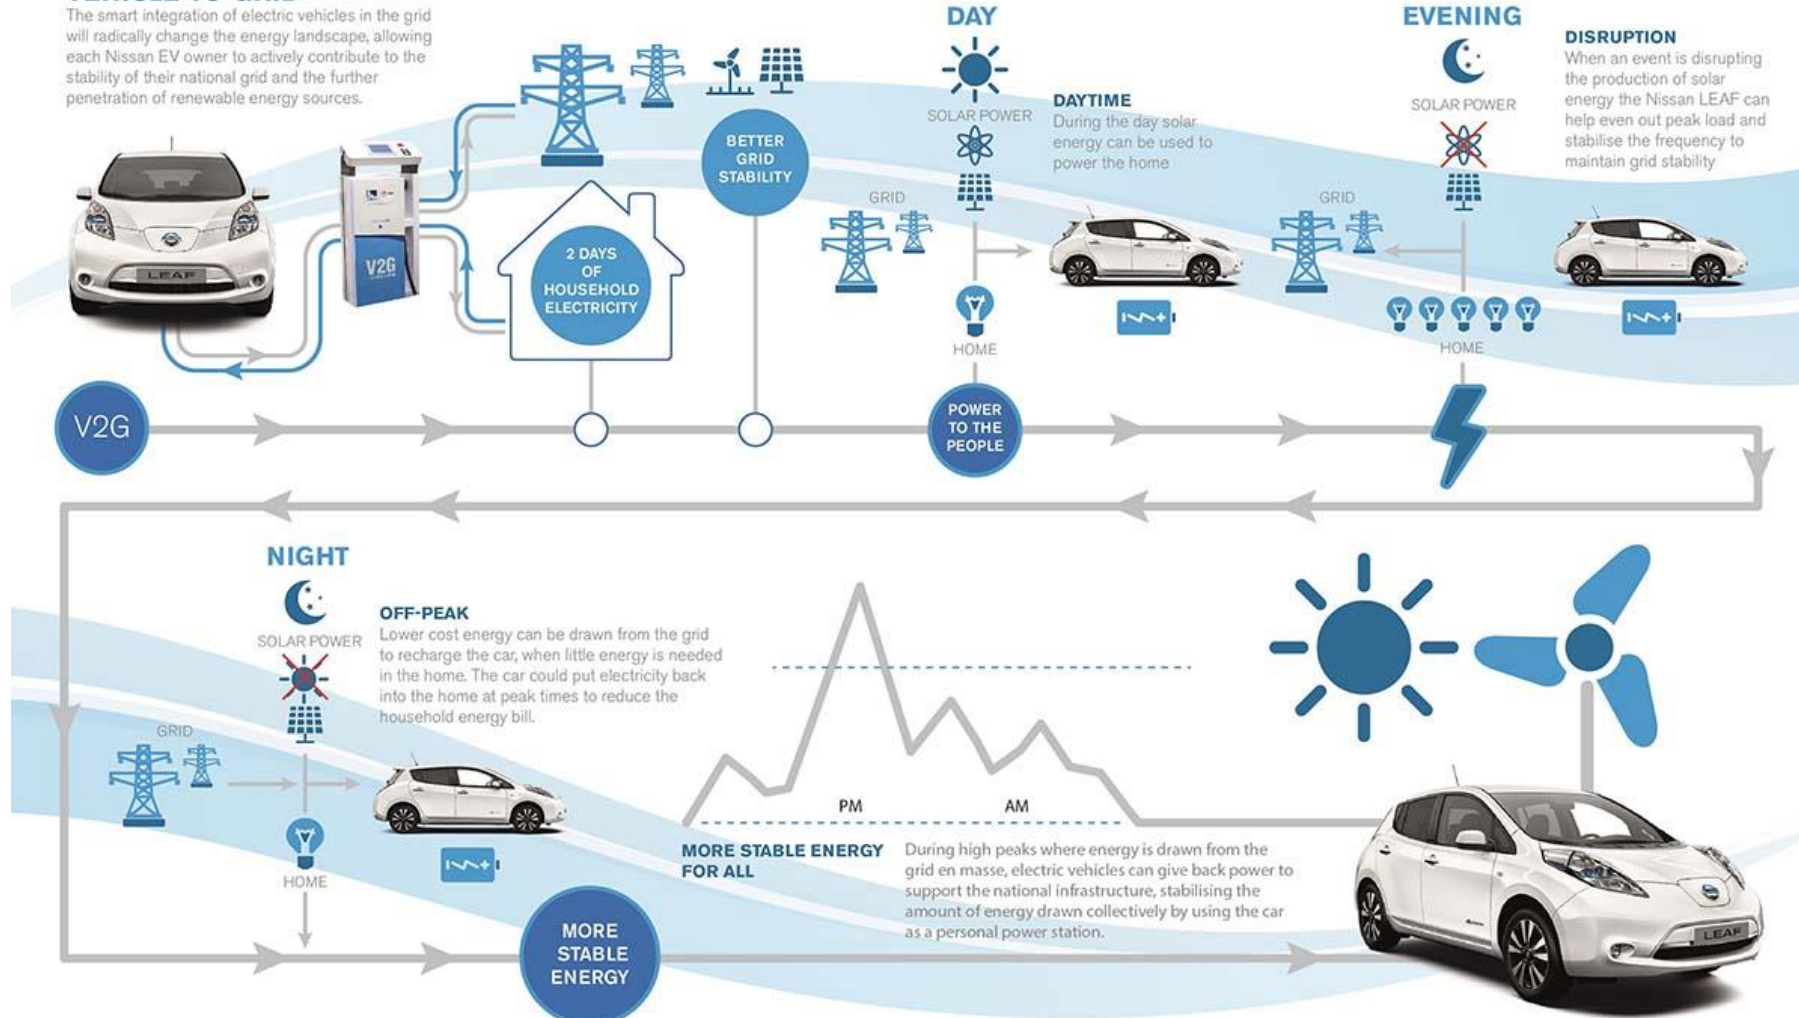 VEHICLE TO GRID
The smart integration of electric vehicles in the grid
will radically change the energy landscape, allowing
each Nissan EV owner to actively contribute to the
stability of their national grid and the further
penetration of renewable energy sources.
LEAF
V2G
2 DAYS
OF
HOUSEHOLD
ELECTRICITY
BETTER
GRID
STABILITY
DAY
SOLAR POWER
DAYTIME
During the day solar
energy can be used to
power the home
GRID
HOME
EVENING
SOLAR POWER
DISRUPTION
When an event is disrupting
the production of solar
energy the Nissan LEAF can
help even out peak load and
stabilise the frequency to
maintain grid stability
GRID
HOME
V2G
POWER
TO THE
PEOPLE
NIGHT
SOLAR POWER
OFF-PEAK
Lower cost energy can be drawn from the grid
to recharge the car, when little energy is needed
in the home. The car could put electricity back
into the home at peak times to reduce the
household energy bill.
GRID
HOME
PM
AM
MORE STABLE ENERGY
FOR ALL
During high peaks where energy is drawn from the
grid en masse, electric vehicles can give back power to
support the national infrastructure, stabilising the
amount of energy drawn collectively by using the car
as a personal power station.
MORE
STABLE
ENERGY
LEAF